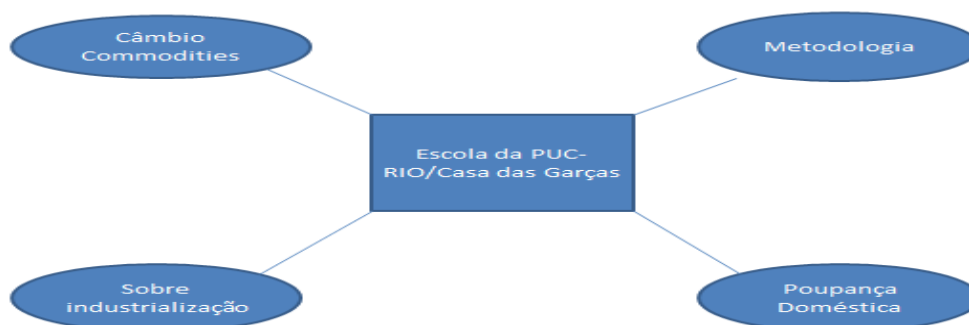 Câmbio
Commodities
Metodologia
Escola da PUC-
RIO/Casa das Garças
Sobre
industrialização
Poupança
Doméstica